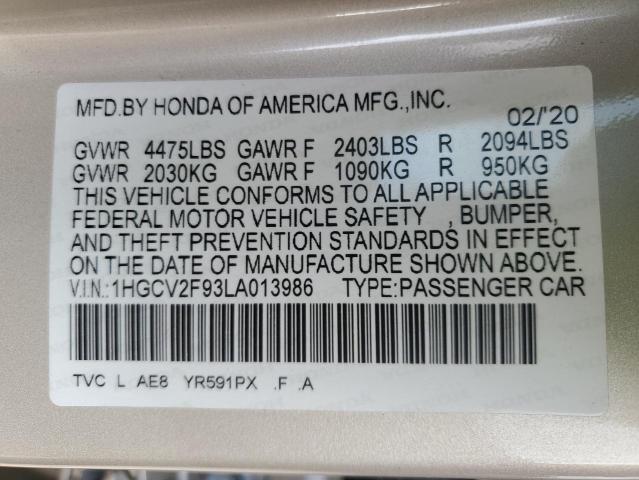 MFD.BY HONDA OF AMERICA MFG.,INC.
02/'20
GVWR 4475LBS GAWR F 2403LBS R 2094LBS
GVWR 2030KG GAWR F 1090KG R 950KG
THIS VEHICLE CONFORMS TO ALL APPLICABLE
FEDERAL MOTOR VEHICLE SAFETY , BUMPER,
AND THEFT PREVENTION STANDARDS IN EFFECT
ON THE DATE OF MANUFACTURE SHOWN ABOVE.
V.I.N.:1HGCV2F93LA013986 TYPE:PASSENGER CAR
TVC L AE8 YR591PX .F .A